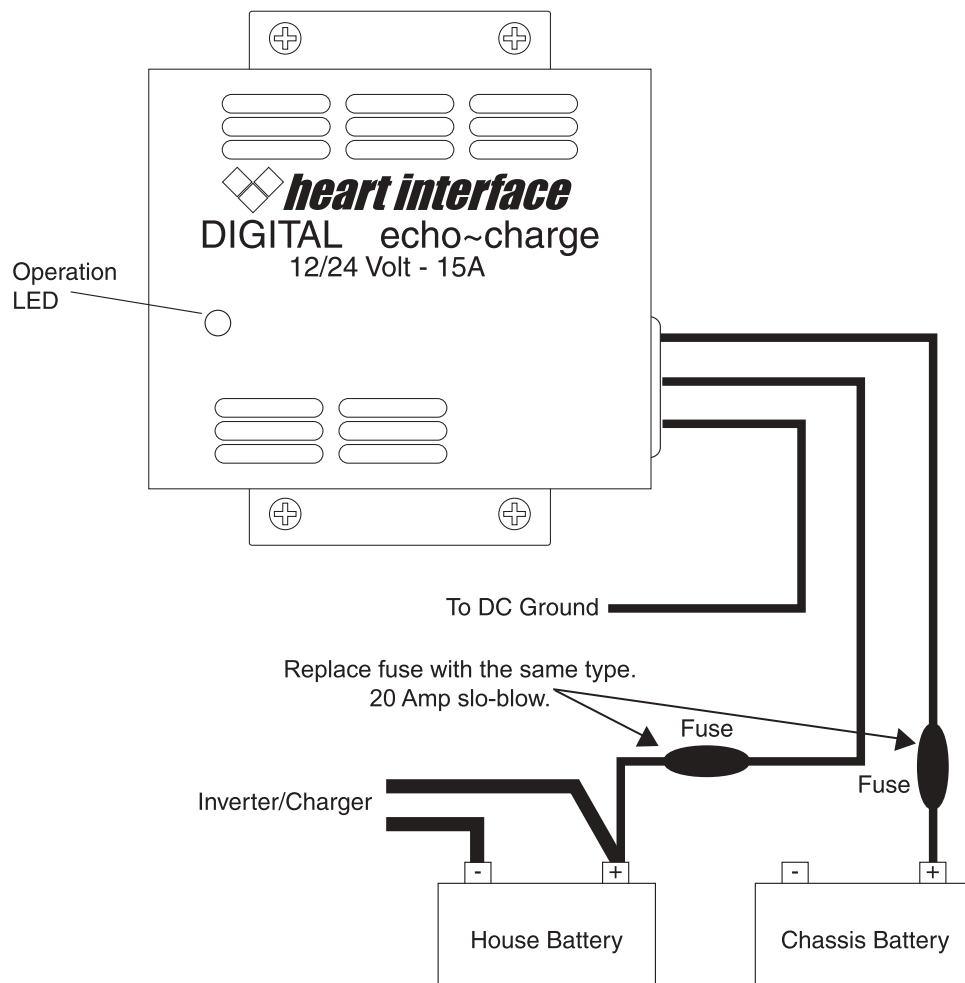 heart interface
DIGITAL echo~charge
12/24 Volt - 15A
Operation
LED
To DC Ground
Replace fuse with the same type.
20 Amp slo-blow.
Fuse
Fuse
Inverter/Charger
- +
- +
House Battery
Chassis Battery